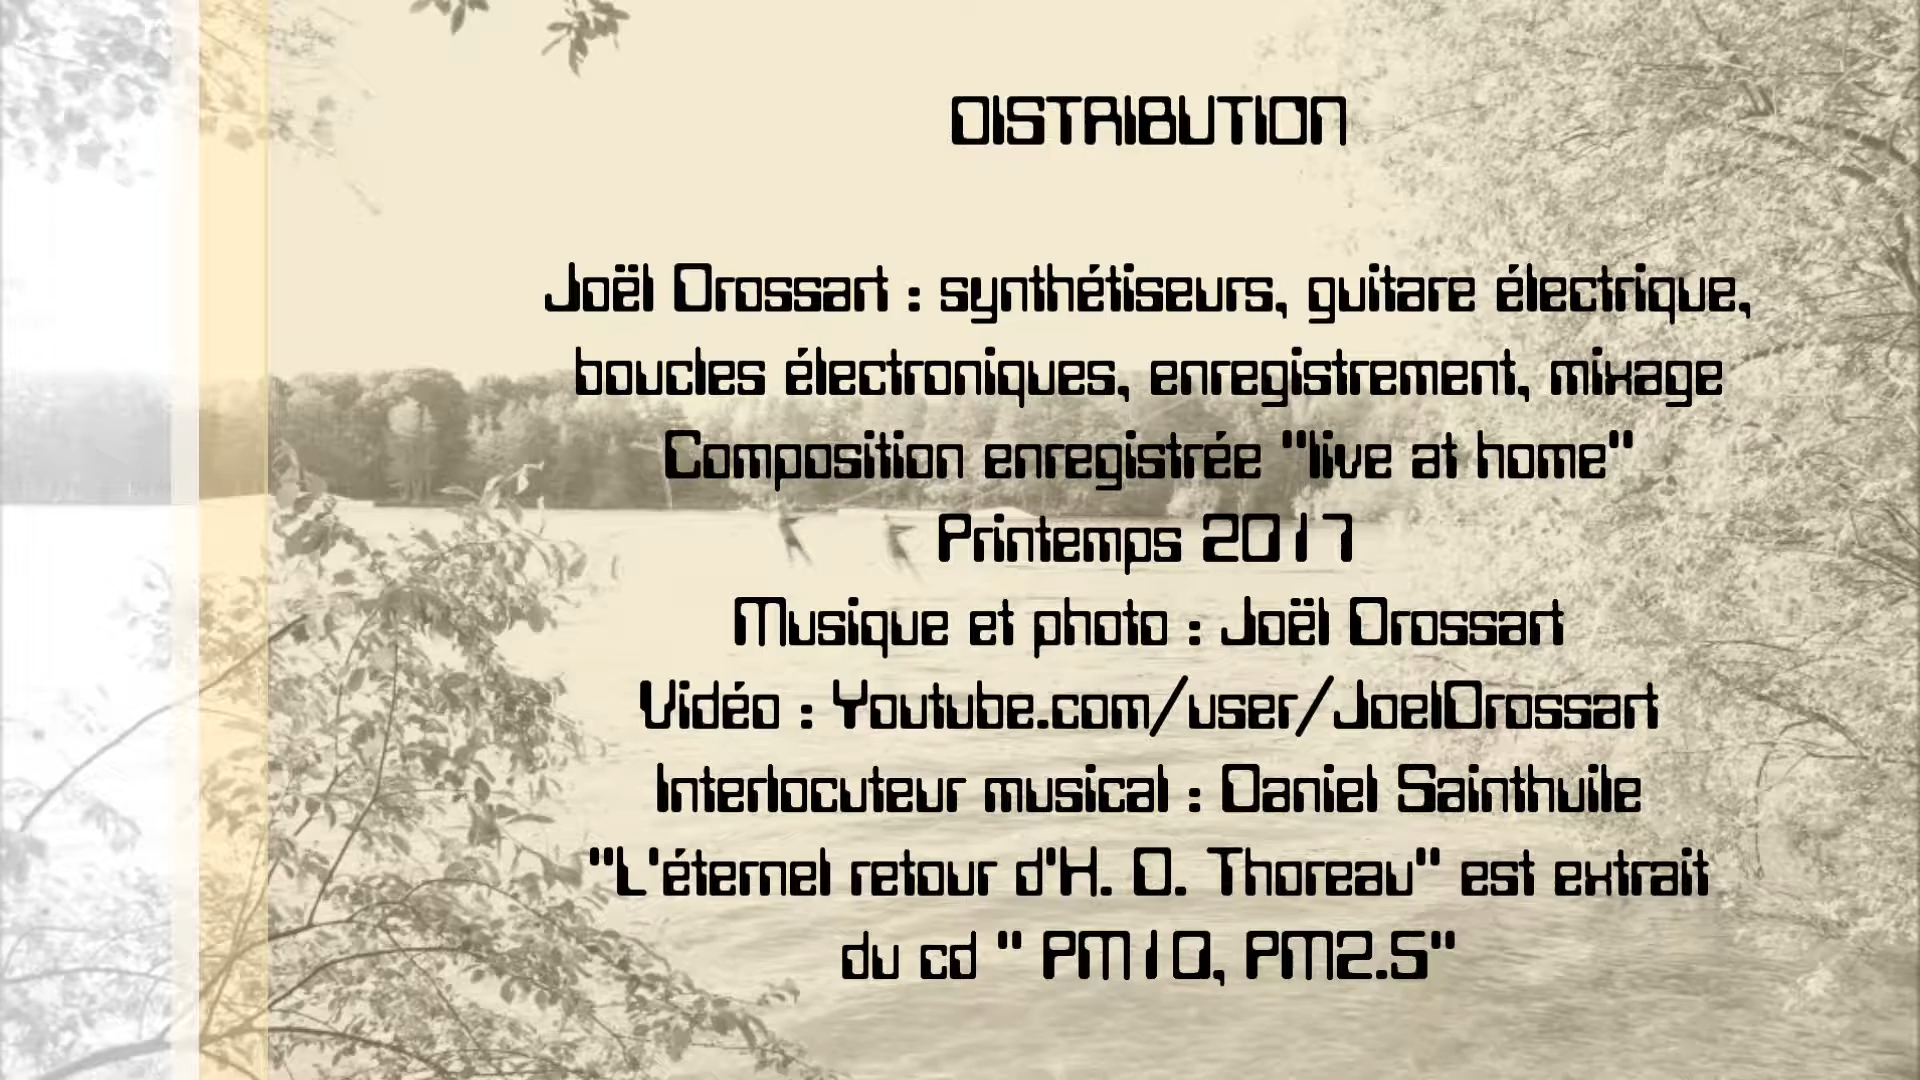 DISTRIBUTION
Joël Drossart : synthétiseurs, guitare électrique,
boucles électroniques, enregistrement, mixage
Composition enregistrée "live at home"
Printemps 2017
Musique et photo : Joël Drossart
Vidéo : Youtube.com/user/JoelDrossart
Interlocuteur musical : Daniel Sainthuile
"L'éternel retour d'H. D. Thoreau" est extrait
du cd " PM10, PM2.5"